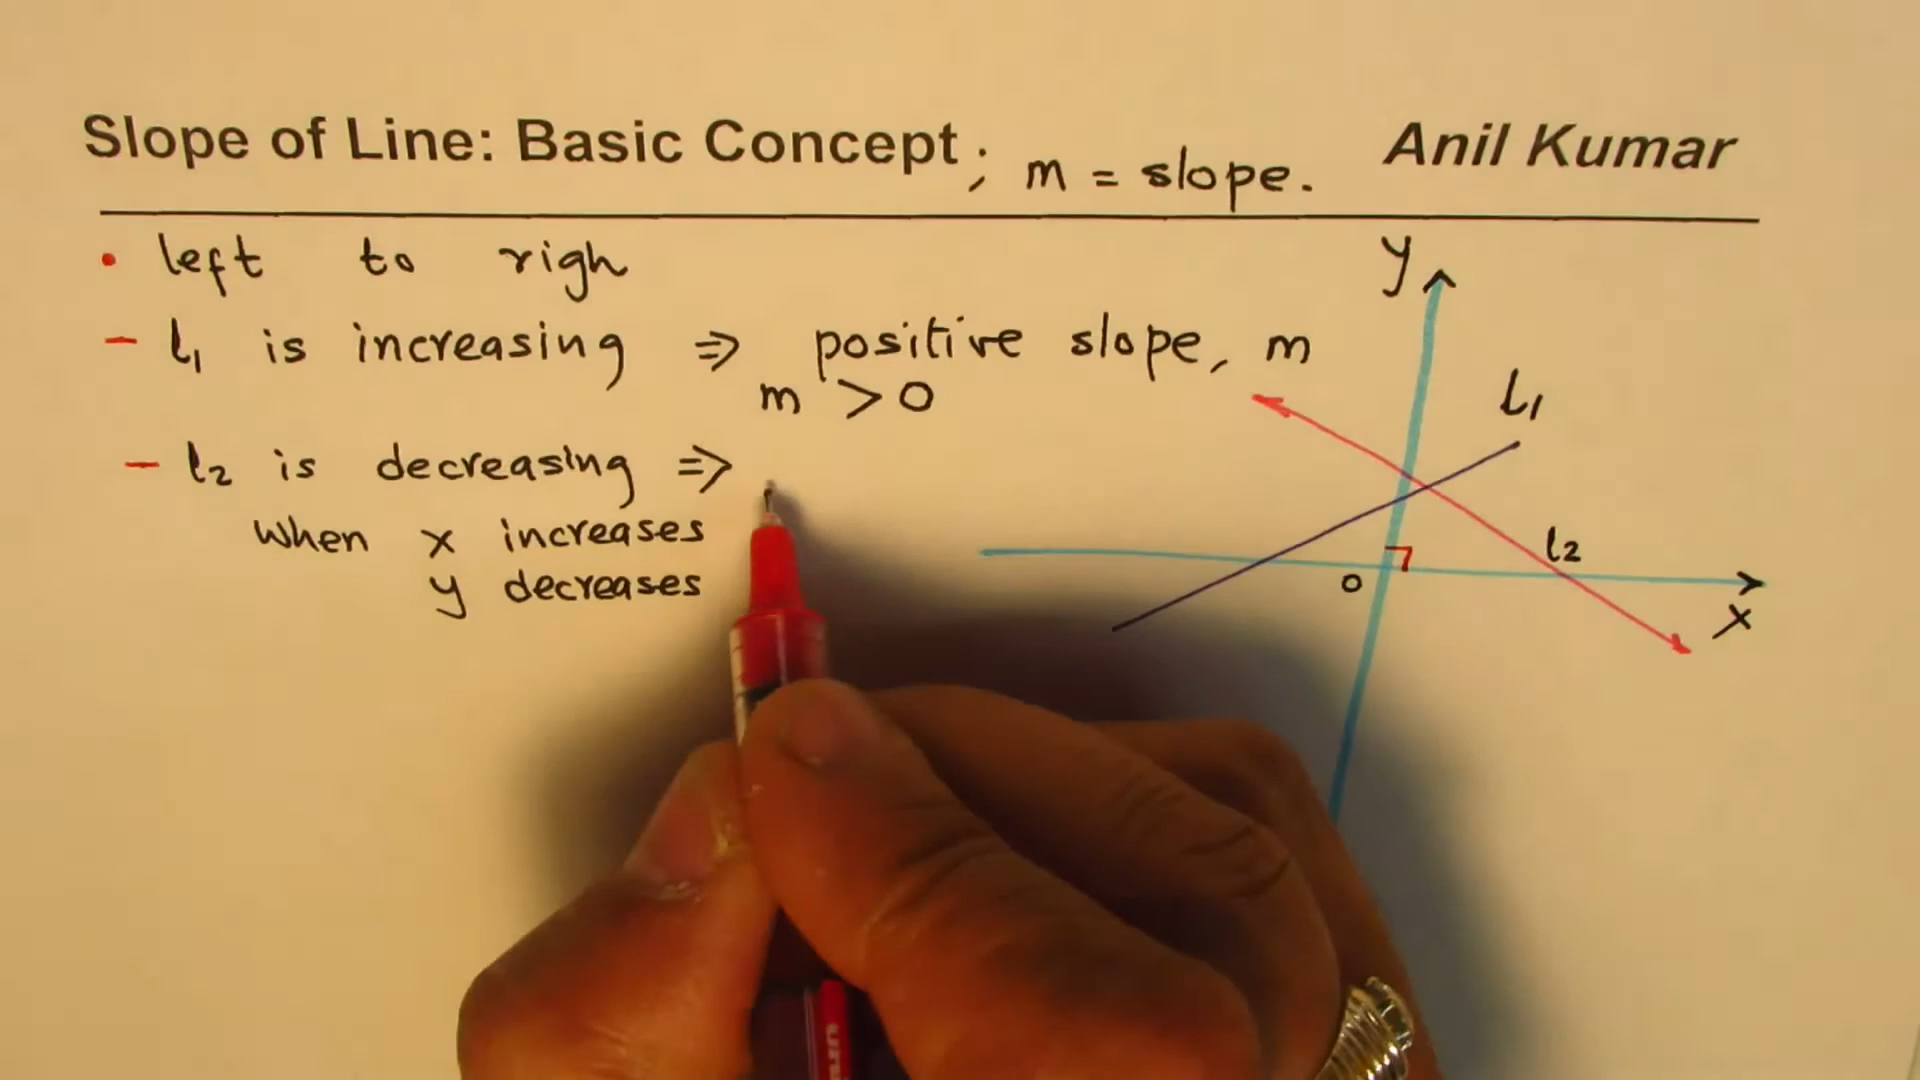 Slope of Line: Basic Concept ; m = slope. Anil Kumar
• left to righ
- l₁ is increasing ⇒ positive slope, m
m > 0
- l₂ is decreasing ⇒
When x increases
y decreases
y
l₁
l₂
0
x